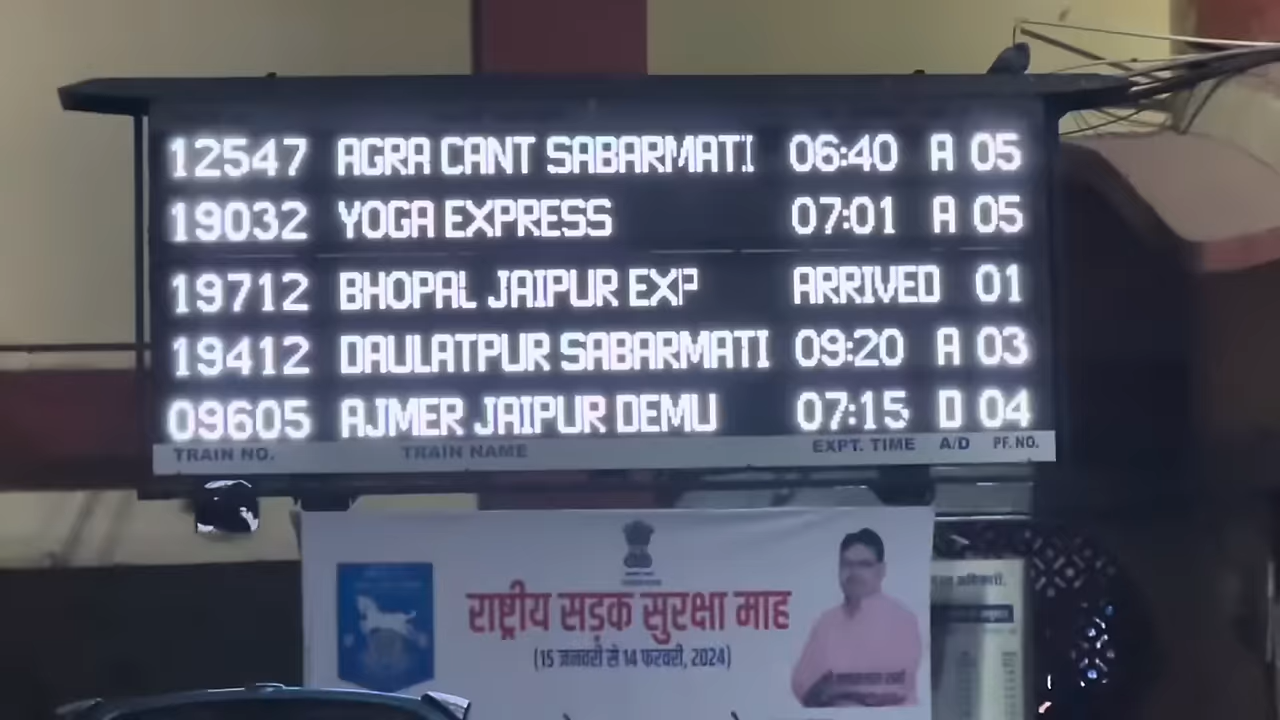 12547 AGRA CANT SABARMATI 06:40 A 05
19032 YOGA EXPRESS 07:01 A 05
19712 BHOPAL JAIPUR EXP ARRIVED 01
19412 DAULATPUR SABARMATI 09:20 A 03
09605 AJMER JAIPUR DEMU 07:15 D 04
TRAIN NO. TRAIN NAME EXPT. TIME A/D PF. NO.
राष्ट्रीय सड़क सुरक्षा माह
(15 जनवरी से 14 फरवरी, 2024)